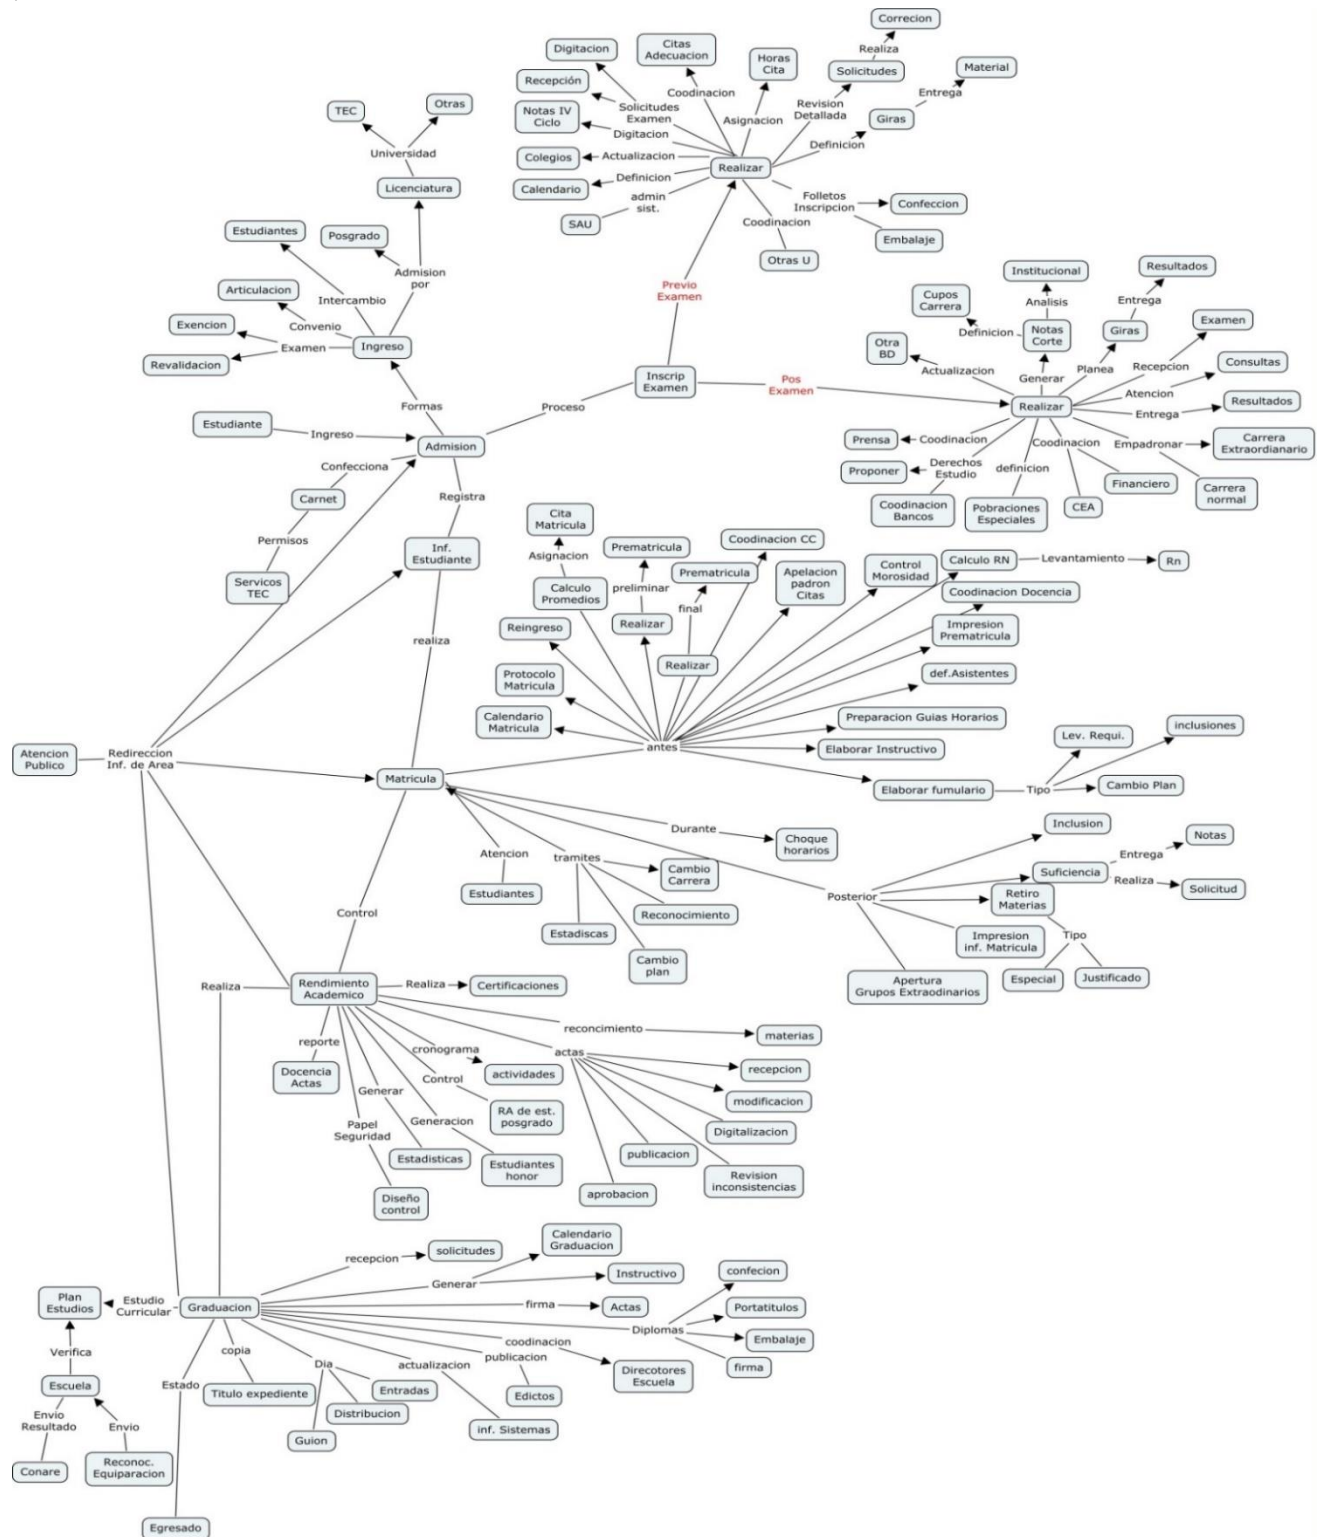 Correcion
Digitacion
Citas
Adecuacion
Horas
Cita
Realiza
Solicitudes
Material
Recepción
Coodinacion
Entrega
TEC
Otras
Notas IV
Ciclo
Solicitudes
Examen
Asignacion
Revision
Detallada
Giras
Digitacion
Universidad
Colegios
Actualizacion
Definicion
Realizar
Licenciatura
Calendario
Definicion
admin
sist.
Folletos
Inscripcion
Confeccion
SAU
Coodinacion
Embalaje
Estudiantes
Posgrado
Otras U
Admision
por
Articulacion
Intercambio
Previo
Examen
Institucional
Resultados
Cupos
Carrera
Analisis
Entrega
Exencion
Convenio
Definicion
Notas
Corte
Giras
Examen
Revalidacion
Examen
Ingreso
Otra
BD
Actualizacion
Generar
Planea
Recepcion
Consultas
Inscrip
Examen
Pos
Examen
Atencion
Formas
Proceso
Realizar
Entrega
Resultados
Estudiante
Ingreso
Admision
Prensa
Coodinacion
Coodinacion
Empadronar
Carrera
Extraordianario
Confecciona
Proponer
Derechos
Estudio
definicion
Financiero
Carrera
normal
Carnet
Registra
Coodinacion
Bancos
Pobraciones
Especiales
CEA
Permisos
Inf.
Estudiante
Cita
Matricula
Coodinacion CC
Asignacion
Prematricula
Servicos
TEC
Calculo
Promedios
preliminar
Prematricula
Apelacion
padron
Citas
Control
Morosidad
Calculo RN
Levantamiento
Rn
Coodinacion Docencia
realiza
Reingreso
Realizar
final
Impresion
Prematricula
Realizar
Protocolo
Matricula
def.Asistentes
Calendario
Matricula
Preparacion Guias Horarios
Lev. Requi.
inclusiones
Atencion
Publico
Redireccion
Inf. de Area
antes
Elaborar Instructivo
Matricula
Elaborar fumulario
Tipo
Cambio Plan
Durante
Choque
horarios
Inclusion
Notas
Atencion
tramites
Cambio
Carrera
Entrega
Suficiencia
Estudiantes
Posterior
Retiro
Materias
Realiza
Solicitud
Control
Reconocimiento
Estadiscas
Impresion
inf. Matricula
Tipo
Cambio
plan
Apertura
Grupos Extraodinarios
Especial
Justificado
Realiza
Rendimiento
Academico
Realiza
Certificaciones
reconcimiento
materias
reporte
cronograma
actas
Docencia
Actas
Control
actividades
recepcion
Generar
modificacion
Papel
Seguridad
Generacion
RA de est.
posgrado
Digitalizacion
Estadisticas
Estudiantes
honor
publicacion
Revision
inconsistencias
Diseño
control
aprobacion
recepcion
solicitudes
Calendario
Graduacion
Generar
Instructivo
confecion
Plan
Estudios
Estudio
Curricular
Graduacion
firma
Actas
Portatitulos
Diplomas
Verifica
copia
coodinacion
Embalaje
actualizacion
publicacion
Direcotores
Escuela
firma
Escuela
Estado
Dia
Titulo expediente
Entradas
Edictos
Envio
Resultado
Envio
Distribucion
inf. Sistemas
Guion
Conare
Reconoc.
Equiparacion
Egresado